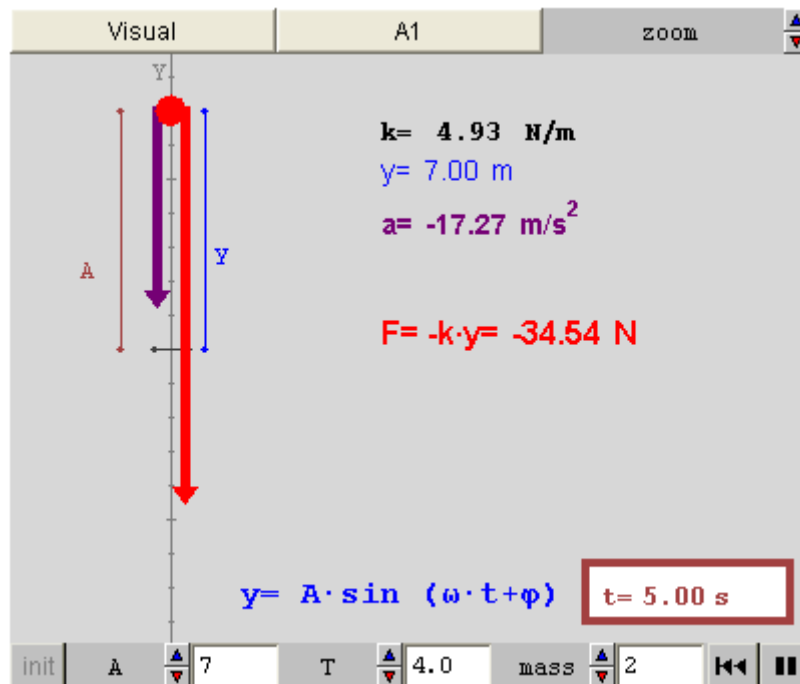 Visual A1 zoom
Y
k= 4.93 N/m
y= 7.00 m
a= -17.27 m/s²
A
Y
F= -k·y= -34.54 N
y= A·sin (ω·t+φ)
t= 5.00 s
init A 7 T 4.0 mass 2